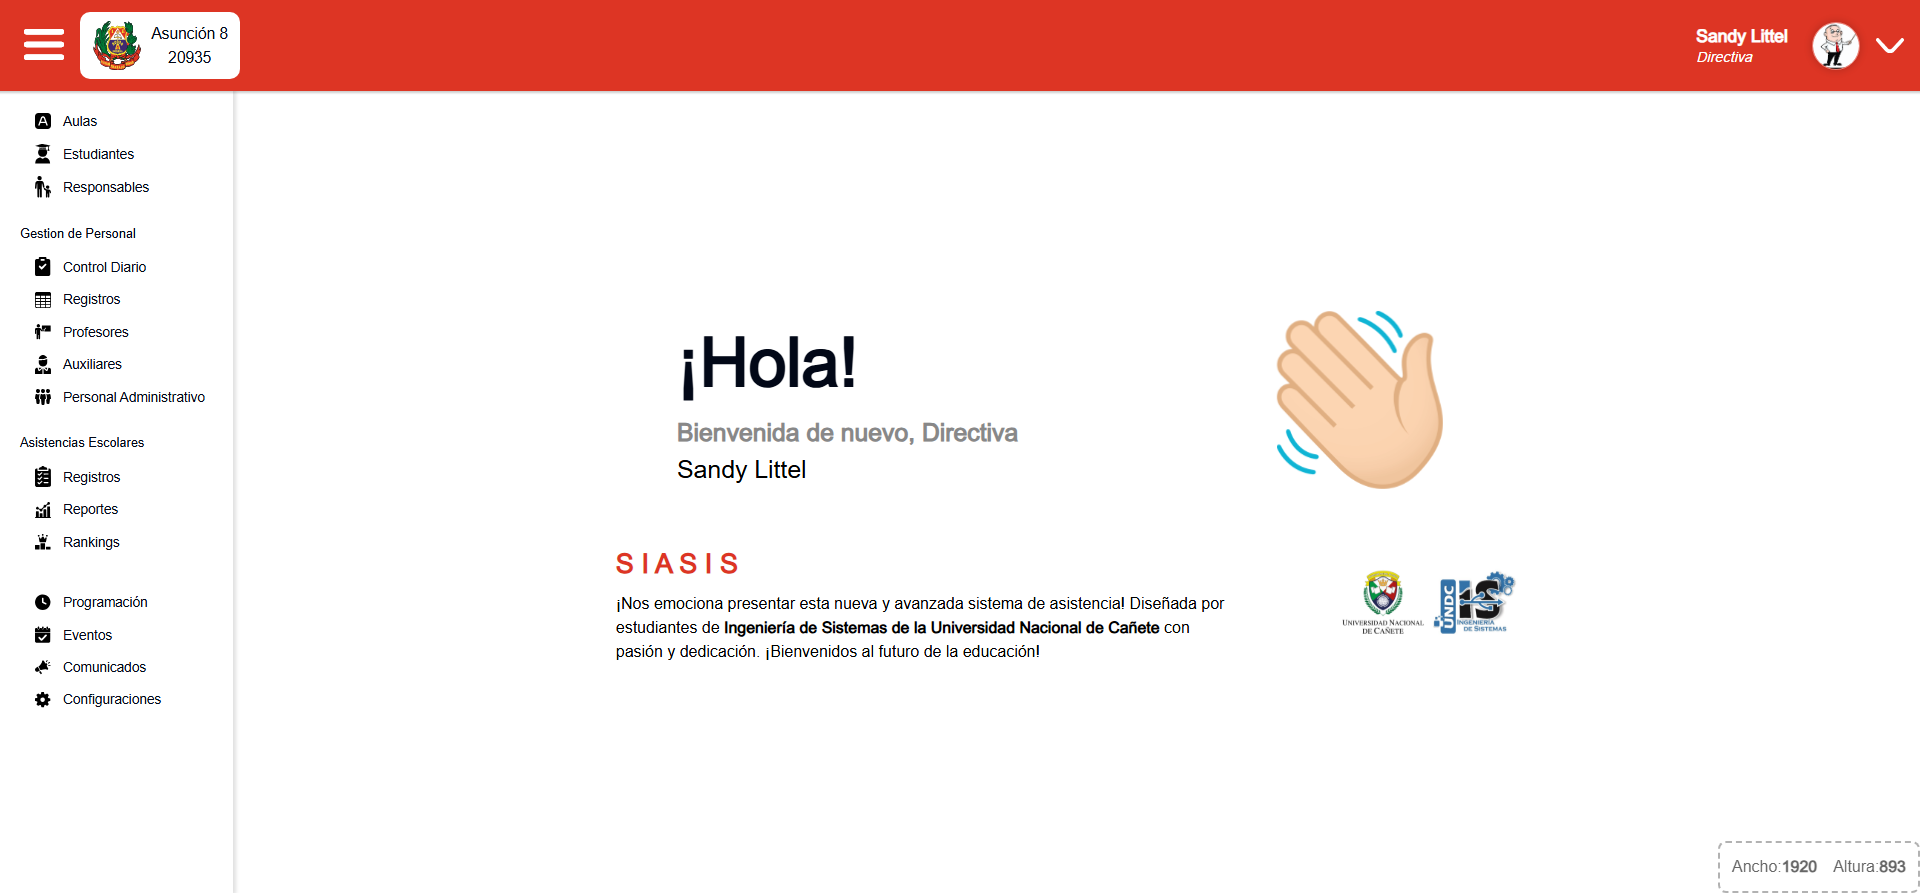 Asunción 8
20935
Sandy Littel
Directiva
Aulas
Estudiantes
Responsables
Gestion de Personal
Control Diario
Registros
Profesores
Auxiliares
Personal Administrativo
Asistencias Escolares
Registros
Reportes
Rankings
Programación
Eventos
Comunicados
Configuraciones
¡Hola!
Bienvenida de nuevo, Directiva
Sandy Littel
SIASIS
¡Nos emociona presentar esta nueva y avanzada sistema de asistencia! Diseñada por
estudiantes de Ingeniería de Sistemas de la Universidad Nacional de Cañete con
pasión y dedicación. ¡Bienvenidos al futuro de la educación!
UNIVERSIDAD NACIONAL
DE CAÑETE
UNDC
IS
INGENIERÍA
DE SISTEMAS
Ancho:1920 Altura:893